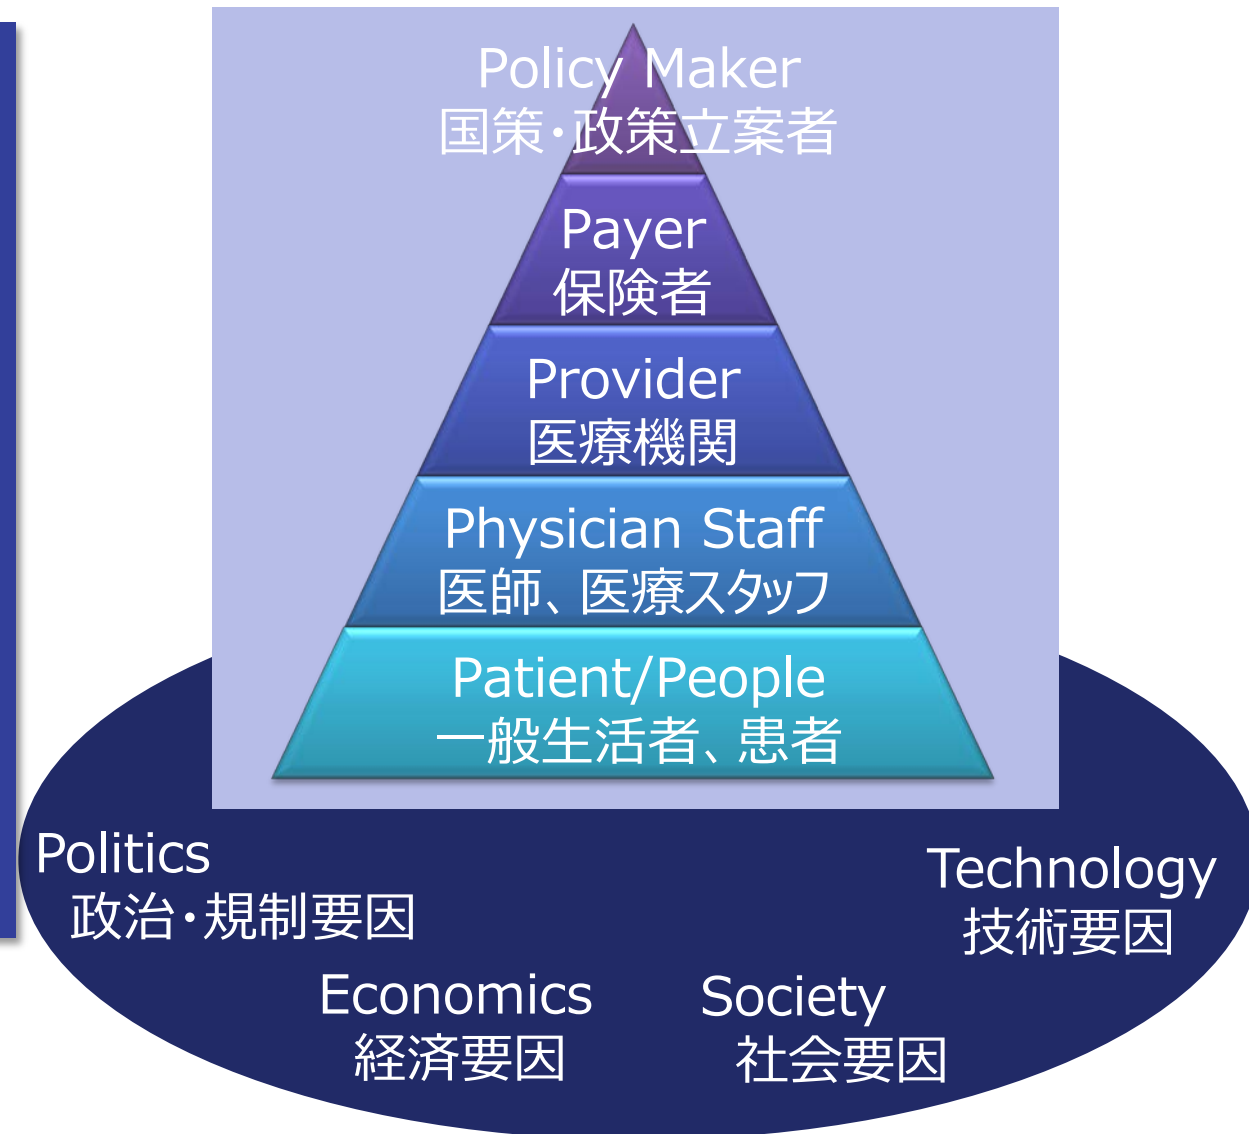 Policy Maker
国策・政策立案者
Payer
保険者
Provider
医療機関
Physician Staff
医師、医療スタッフ
Patient/People
一般生活者、患者
Politics
政治・規制要因
Economics
経済要因
Society
社会要因
Technology
技術要因